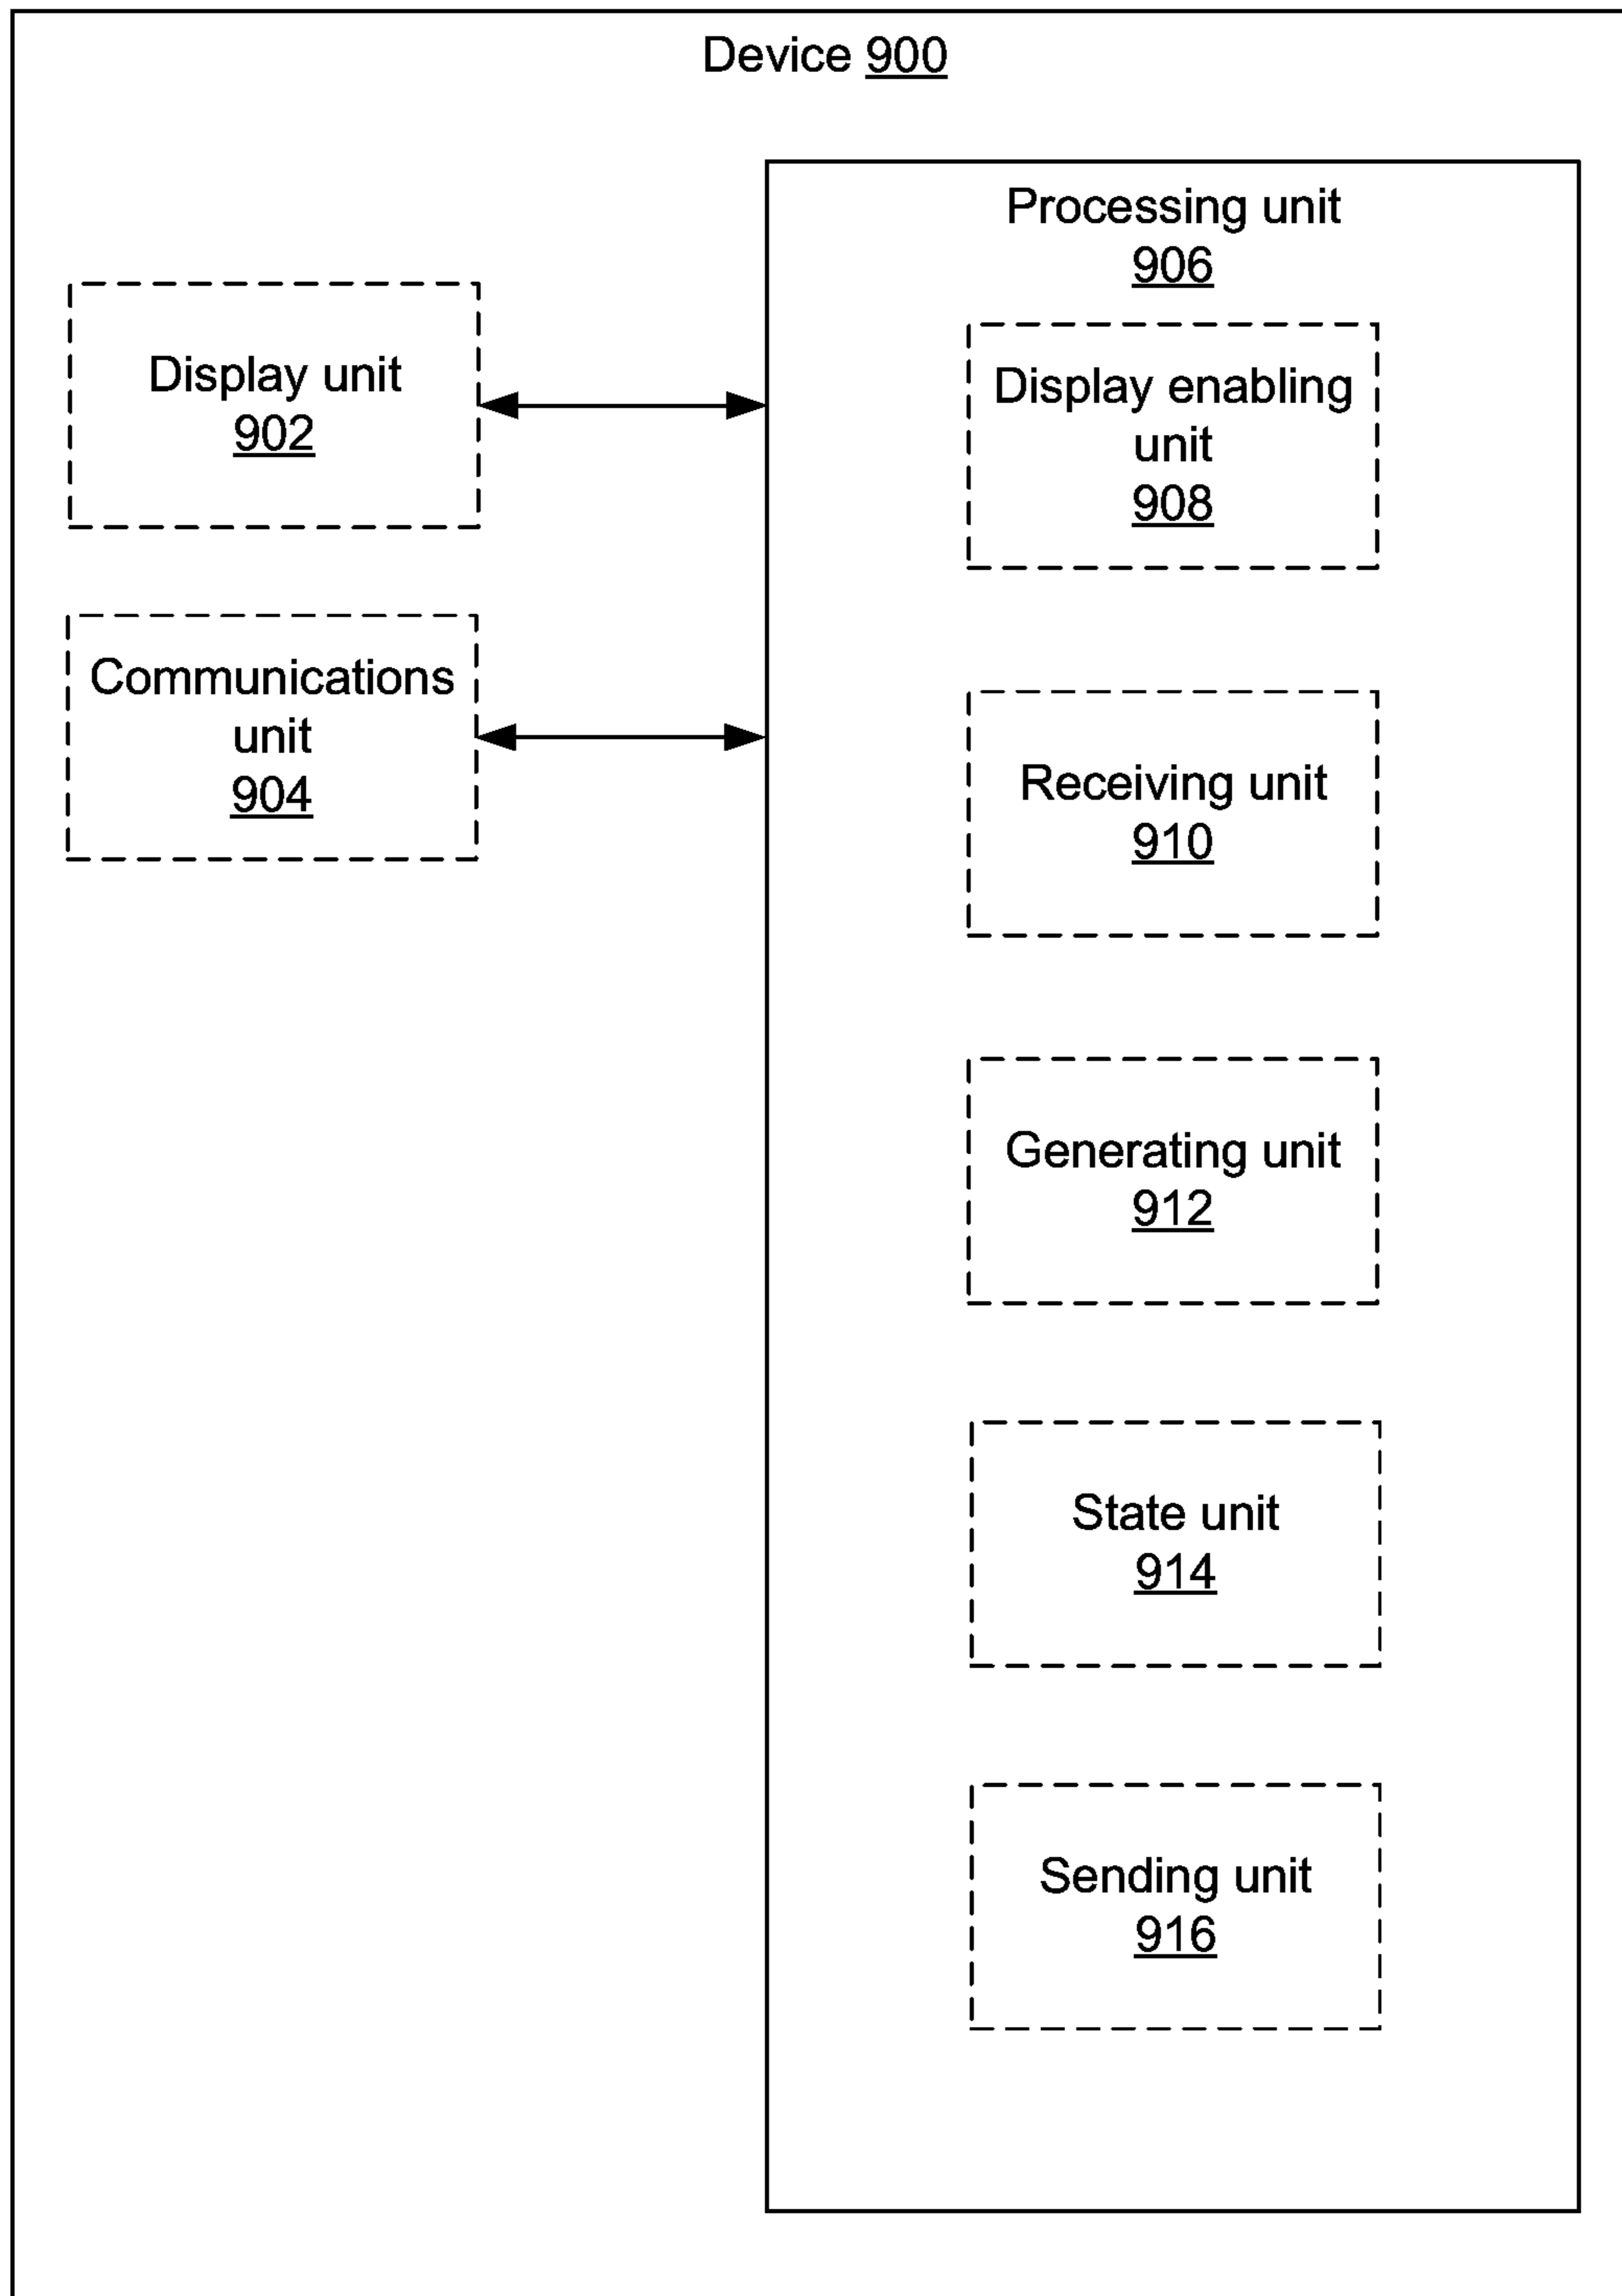 Device 900
Processing unit
906
Display unit
902
Display enabling
unit
908
Communications
unit
904
Receiving unit
910
Generating unit
912
State unit
914
Sending unit
916